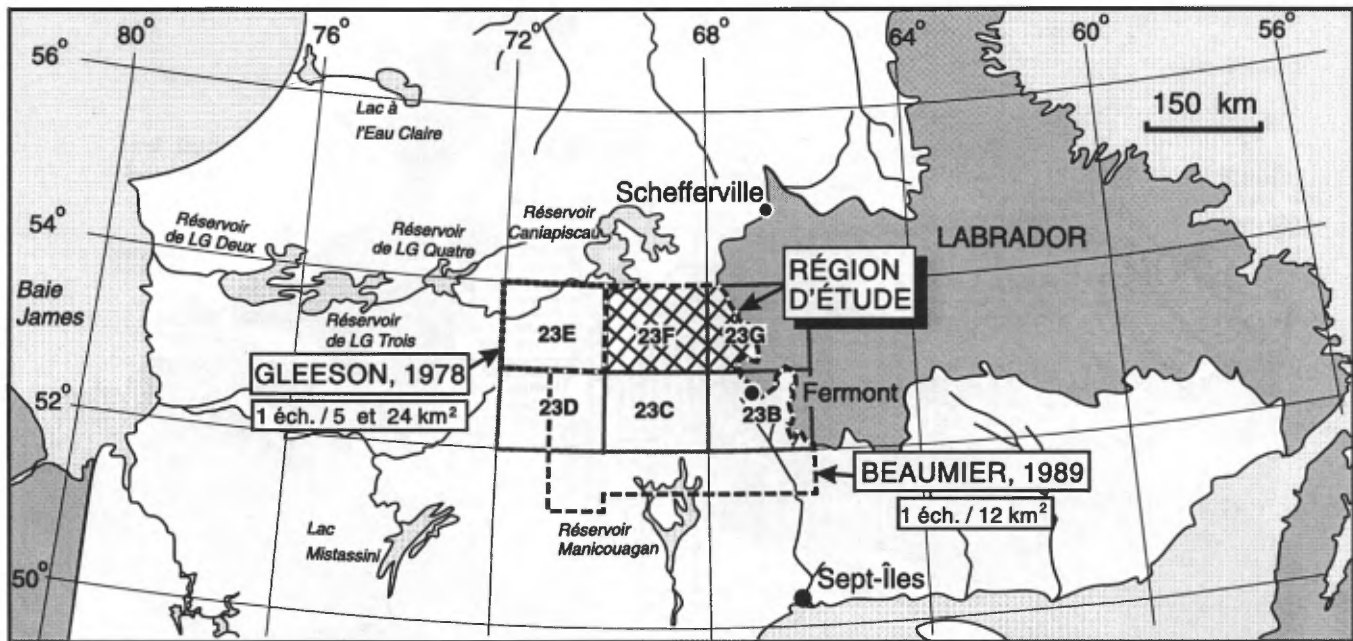 80°
76°
72°
68°
64°
60°
56°
56°
150 km
Lac à
l'Eau Claire
Schefferville
54°
Réservoir
de LG Deux
Réservoir
de LG Quatre
Réservoir
Caniapiscau
LABRADOR
RÉGION
D'ÉTUDE
Baie
James
Réservoir
de LG Trois
23E
23F
23G
GLEESON, 1978
1 éch. / 5 et 24 km²
52°
23D
23C
23B
Fermont
BEAUMIER, 1989
1 éch. / 12 km²
Lac
Mistassini
Réservoir
Manicouagan
50°
Sept-Îles